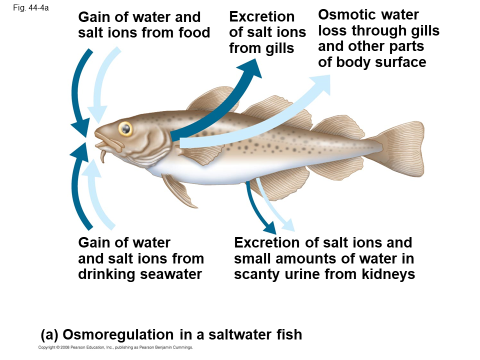 Fig. 44-4a
Gain of water and
salt ions from food
Excretion
of salt ions
from gills
Osmotic water
loss through gills
and other parts
of body surface
Gain of water
and salt ions from
drinking seawater
Excretion of salt ions and
small amounts of water in
scanty urine from kidneys
(a) Osmoregulation in a saltwater fish
Copyright © 2008 Pearson Education, Inc., publishing as Pearson Benjamin Cummings.